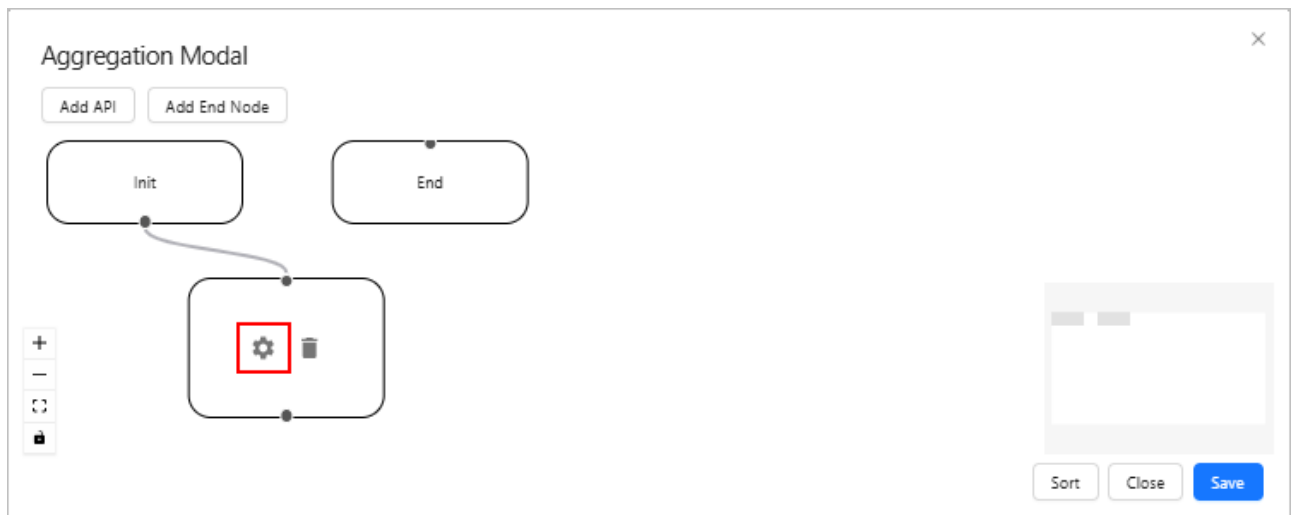 Aggregation Modal
Add API
Add End Node
Init
End
Sort
Close
Save